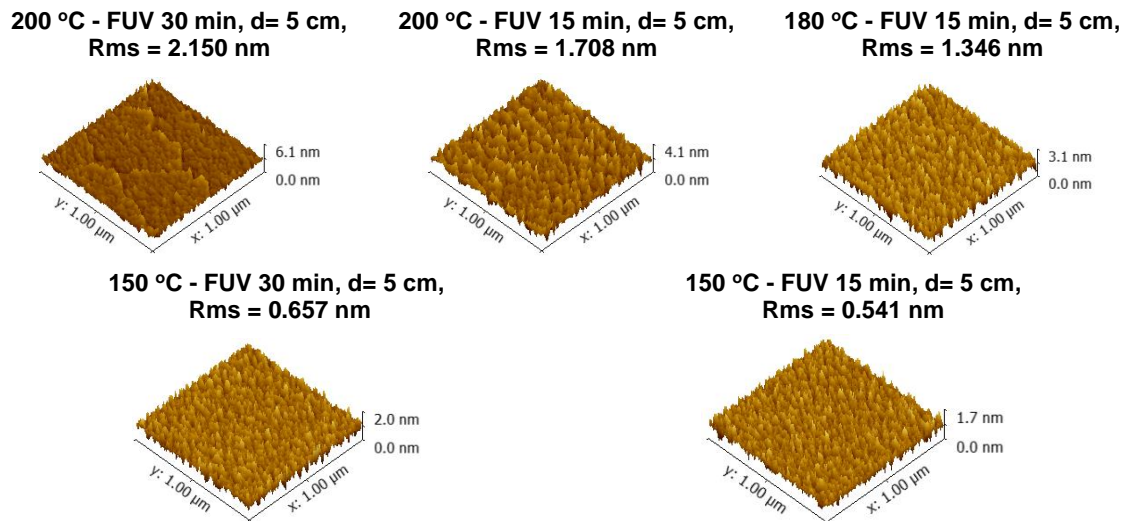 200 ºC - FUV 30 min, d= 5 cm,
Rms = 2.150 nm
6.1 nm
0.0 nm
y: 1.00 µm
x: 1.00 µm
200 ºC - FUV 15 min, d= 5 cm,
Rms = 1.708 nm
4.1 nm
0.0 nm
y: 1.00 µm
x: 1.00 µm
180 ºC - FUV 15 min, d= 5 cm,
Rms = 1.346 nm
3.1 nm
0.0 nm
y: 1.00 µm
x: 1.00 µm
150 ºC - FUV 30 min, d= 5 cm,
Rms = 0.657 nm
2.0 nm
0.0 nm
y: 1.00 µm
x: 1.00 µm
150 ºC - FUV 15 min, d= 5 cm,
Rms = 0.541 nm
1.7 nm
0.0 nm
y: 1.00 µm
x: 1.00 µm